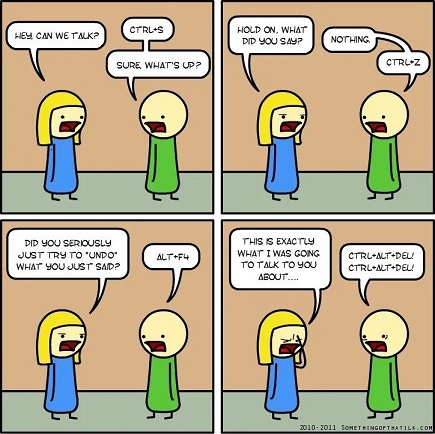 HEY, CAN WE TALK?
CTRL+S
SURE, WHAT'S UP?
HOLD ON, WHAT
DID YOU SAY?
NOTHING.
CTRL+Z
DID YOU SERIOUSLY
JUST TRY TO "UNDO"
WHAT YOU JUST SAID?
ALT+F4
THIS IS EXACTLY
WHAT I WAS GOING
TO TALK TO YOU
ABOUT....
CTRL+ALT+DEL!
CTRL+ALT+DEL!
2010-2011 SOMETHINGOFTHATILK.COM